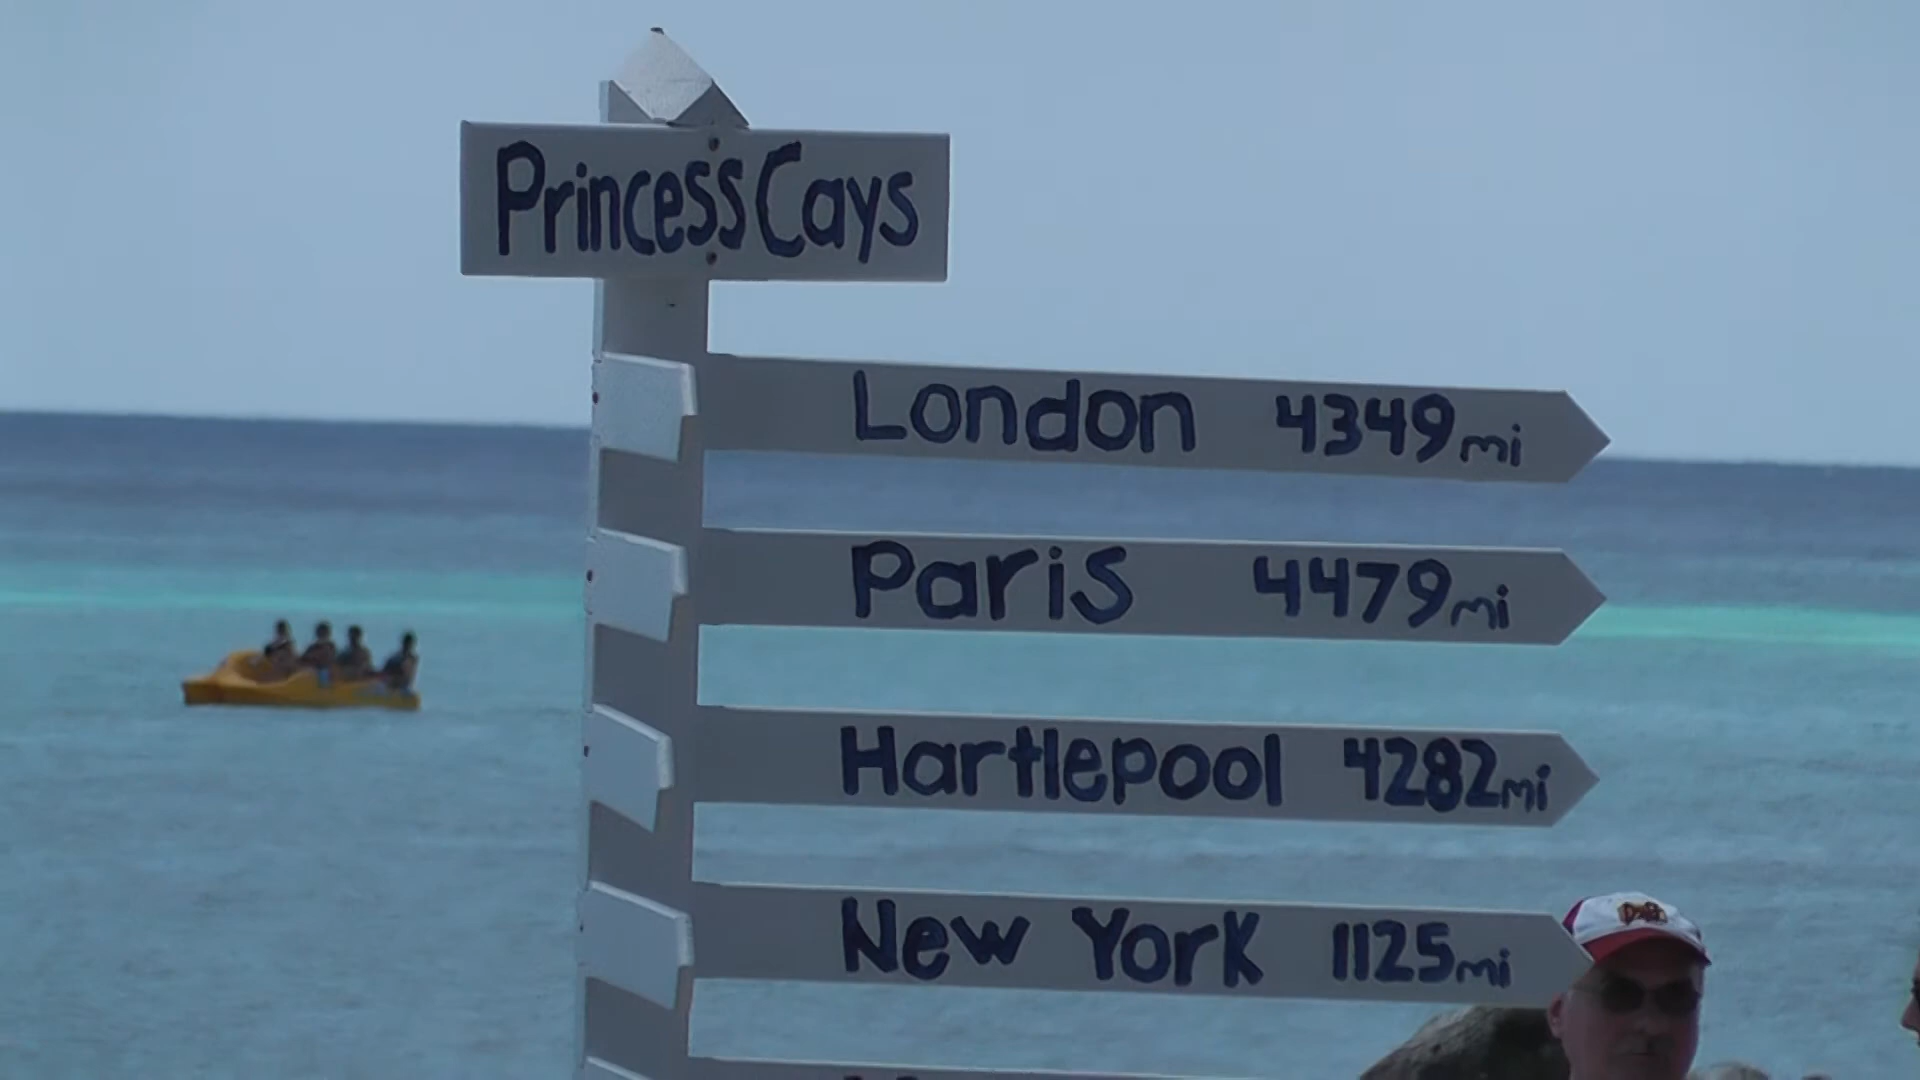 Princess Cays
London 4349mi
Paris 4479mi
Hartlepool 4282mi
New York 1125mi